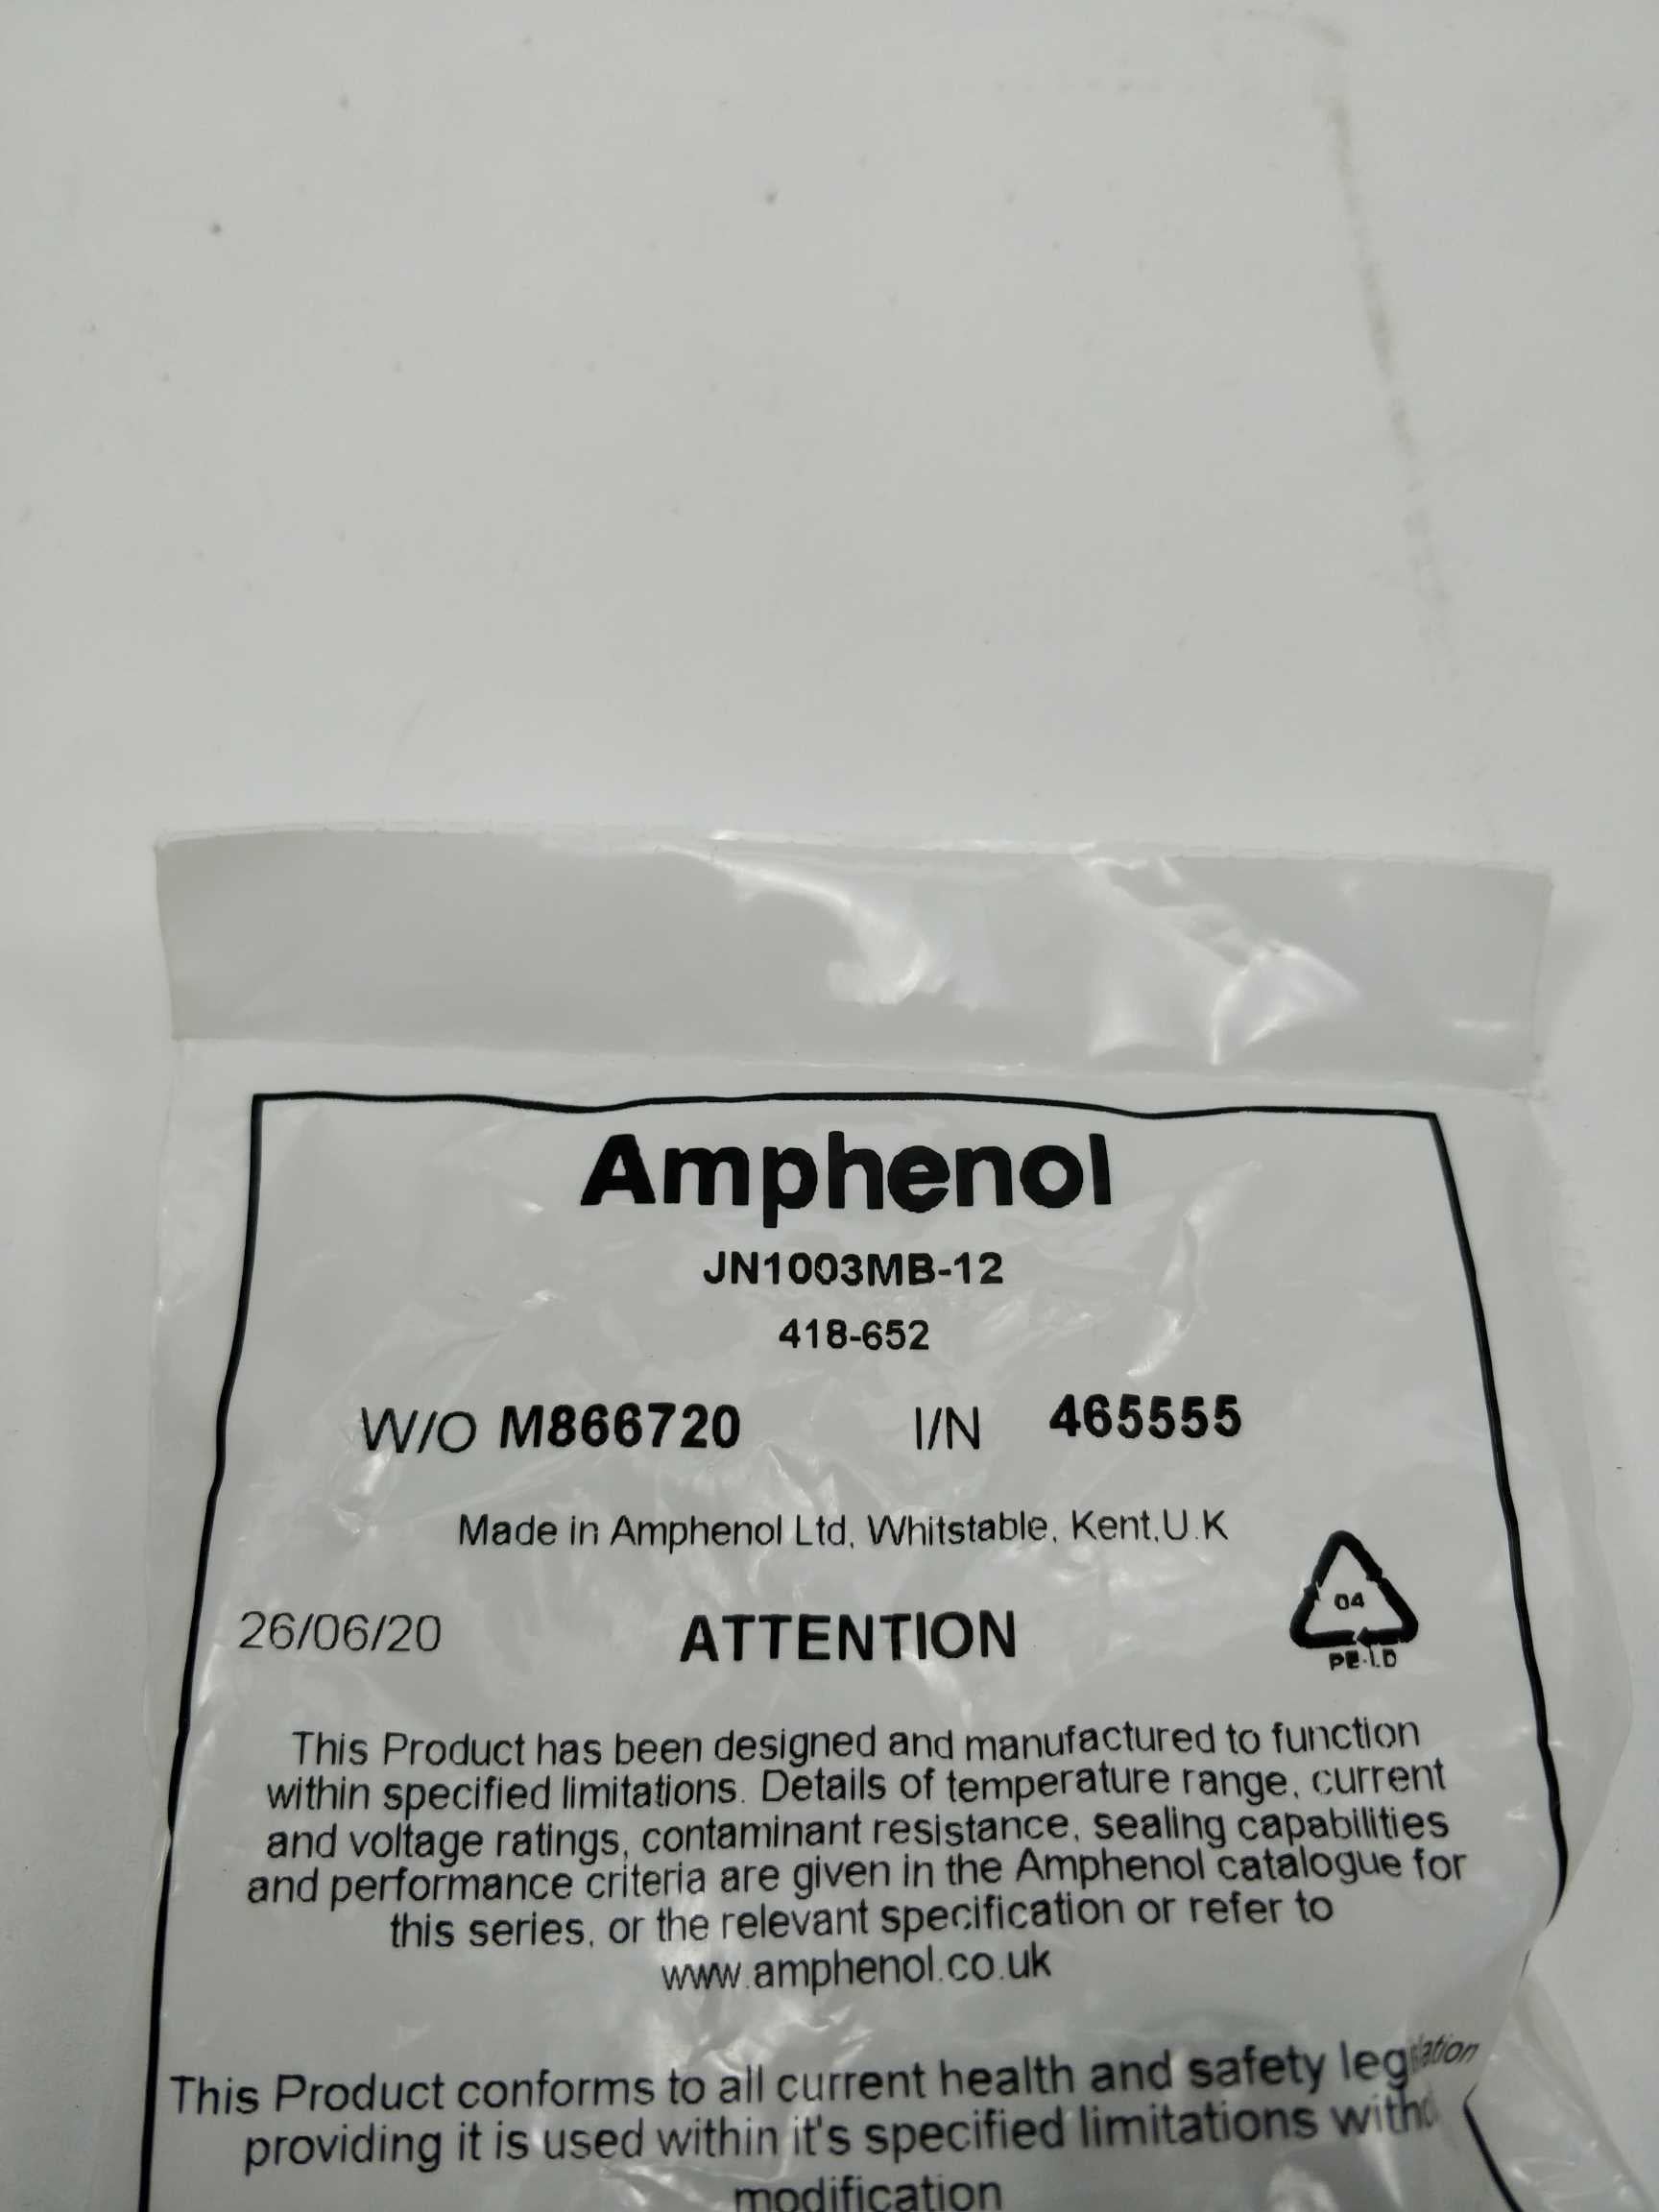 Amphenol
JN1003MB-12
418-652
W/O M866720 I/N 465555
Made in Amphenol Ltd, Whitstable, Kent,U.K
26/06/20 ATTENTION
04
PE-LD
This Product has been designed and manufactured to function
within specified limitations. Details of temperature range, current
and voltage ratings, contaminant resistance, sealing capabilities
and performance criteria are given in the Amphenol catalogue for
this series, or the relevant specification or refer to
www.amphenol.co.uk
This Product conforms to all current health and safety legislation
providing it is used within it's specified limitations
modification